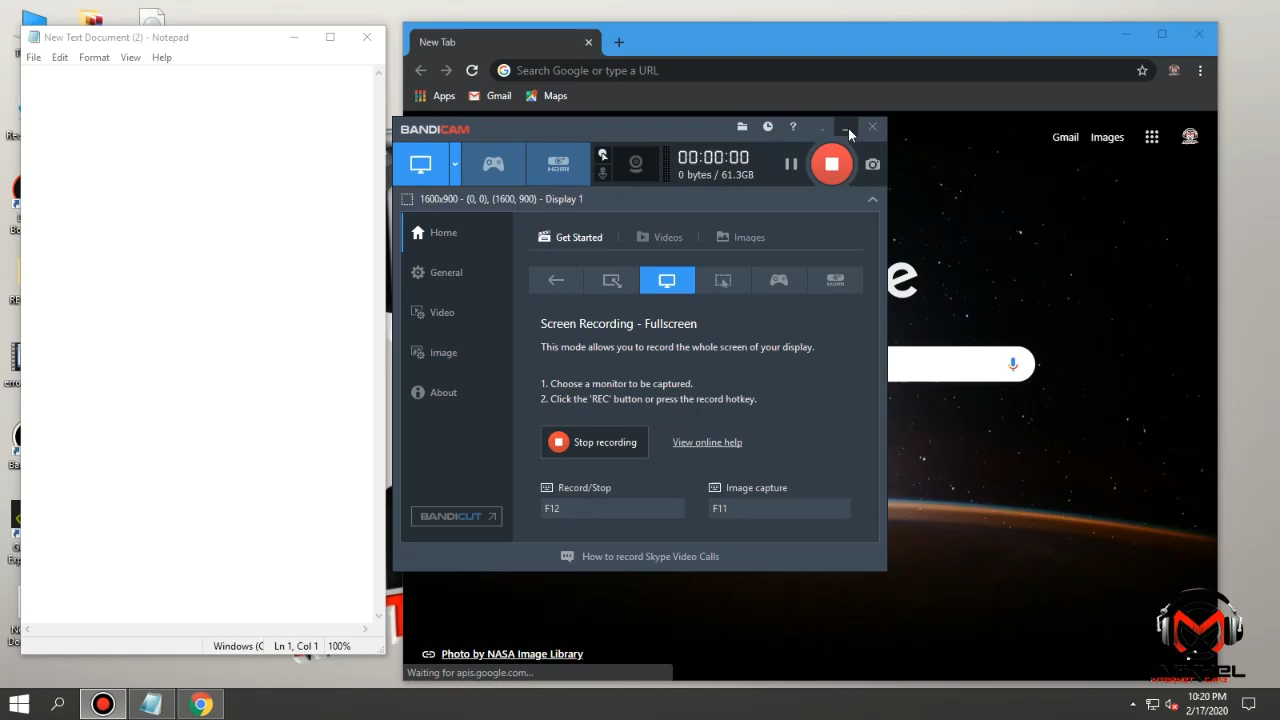 New Text Document (2) - Notepad
File Edit Format View Help
Windows (C
Ln 1, Col 1
100%
New Tab
Search Google or type a URL
Apps
Gmail
Maps
Gmail
Images
BANDICAM
?
00:00:00
0 bytes / 61.3GB
HDMI
1600x900 - (0, 0), (1600, 900) - Display 1
Home
General
Video
Image
About
BANDICUT
Get Started
Videos
Images
HDMI
Screen Recording - Fullscreen
This mode allows you to record the whole screen of your display.
1. Choose a monitor to be captured.
2. Click the 'REC' button or press the record hotkey.
Stop recording
View online help
Record/Stop
F12
Image capture
F11
How to record Skype Video Calls
Photo by NASA Image Library
Waiting for apis.google.com...
10:20 PM
2/17/2020